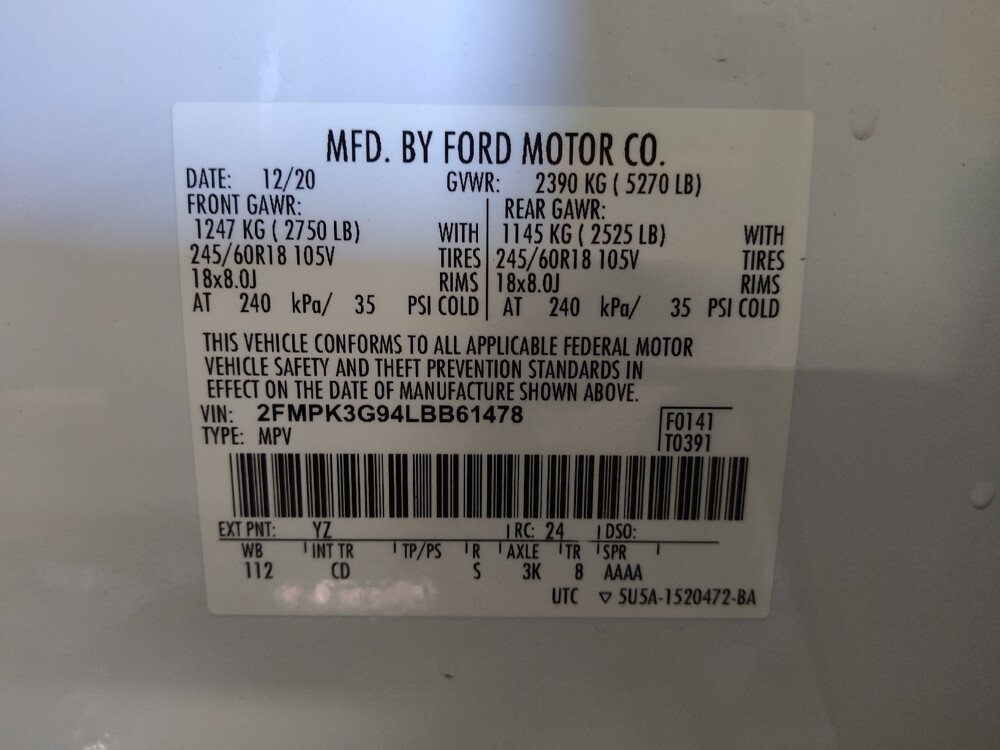 MFD. BY FORD MOTOR CO.
DATE: 12/20 GVWR: 2390 KG ( 5270 LB)
FRONT GAWR: REAR GAWR:
1247 KG ( 2750 LB) WITH 1145 KG ( 2525 LB) WITH
245/60R18 105V TIRES 245/60R18 105V TIRES
18x8.0J RIMS 18x8.0J RIMS
AT 240 kPa/ 35 PSI COLD AT 240 kPa/ 35 PSI COLD
THIS VEHICLE CONFORMS TO ALL APPLICABLE FEDERAL MOTOR
VEHICLE SAFETY AND THEFT PREVENTION STANDARDS IN
EFFECT ON THE DATE OF MANUFACTURE SHOWN ABOVE.
VIN: 2FMPK3G94LBB61478 F0141
TYPE: MPV T0391
EXT PNT: YZ RC: 24 DSO:
WB INT TR TP/PS R AXLE TR SPR
112 CD S 3K 8 AAAA
UTC ▽ 5U5A-1520472-BA